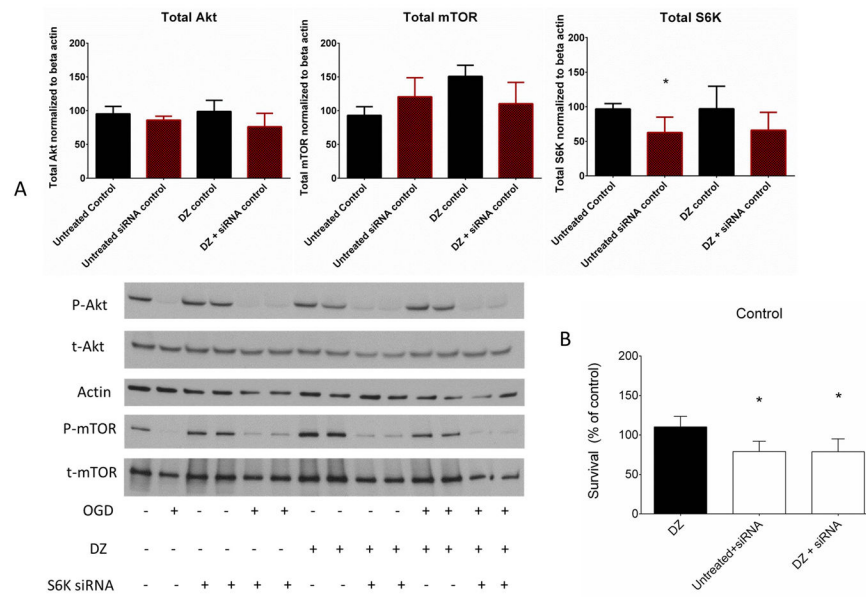 Total Akt
Total Akt normalized to beta actin
200
150
100
50
0
Untreated Control
Untreated siRNA control
DZ control
DZ + siRNA control
Total mTOR
Total mTOR normalized to beta actin
200
150
100
50
0
Untreated Control
Untreated siRNA control
DZ control
DZ + siRNA control
Total S6K
Total S6K normalized to beta actin
200
150
100
50
0
*
Untreated Control
Untreated siRNA control
DZ control
DZ + siRNA control
A
P-Akt
t-Akt
Actin
P-mTOR
t-mTOR
OGD - + - - + + - - - - + + + +
DZ - - - - - - + + + + + + + +
S6K siRNA - - + + + + - - + + - - + +
B
Control
Survival (% of control)
200
150
100
50
0
* *
DZ
Untreated+siRNA
DZ + siRNA